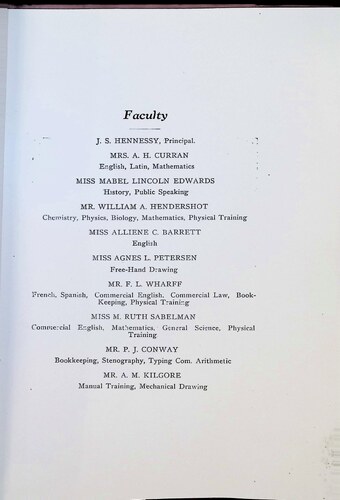 Faculty
J. S. HENNESSY, Principal.
MRS. A. H. CURRAN
English, Latin, Mathematics
MISS MABEL LINCOLN EDWARDS
History, Public Speaking
MR. WILLIAM A. HENDERSHOT
Chemistry, Physics, Biology, Mathematics, Physical Training
MISS ALLIENE C. BARRETT
English
MISS AGNES L. PETERSEN
Free-Hand Drawing
MR. F. L. WHARFF
French, Spanish, Commercial English, Commercial Law, Book-
Keeping, Physical Training
MISS M. RUTH SABELMAN
Commercial English, Mathematics, General Science, Physical
Training
MR. P. J. CONWAY
Bookkeeping, Stenography, Typing Com. Arithmetic
MR. A. M. KILGORE
Manual Training, Mechanical Drawing